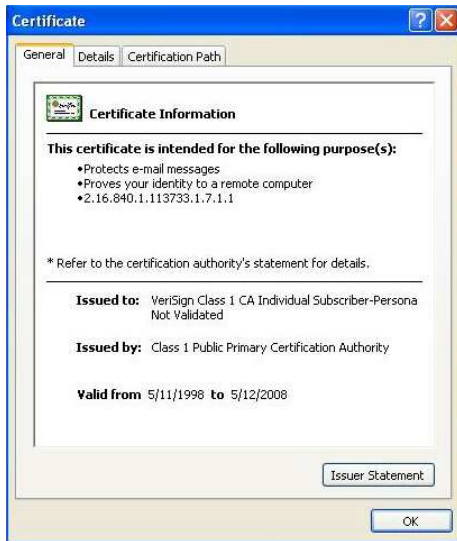 Certificate
General Details Certification Path
Certificate Information
This certificate is intended for the following purpose(s):
•Protects e-mail messages
•Proves your identity to a remote computer
•2.16.840.1.113733.1.7.1.1
* Refer to the certification authority's statement for details.
Issued to: VeriSign Class 1 CA Individual Subscriber-Persona
Not Validated
Issued by: Class 1 Public Primary Certification Authority
Valid from 5/11/1998 to 5/12/2008
Issuer Statement
OK